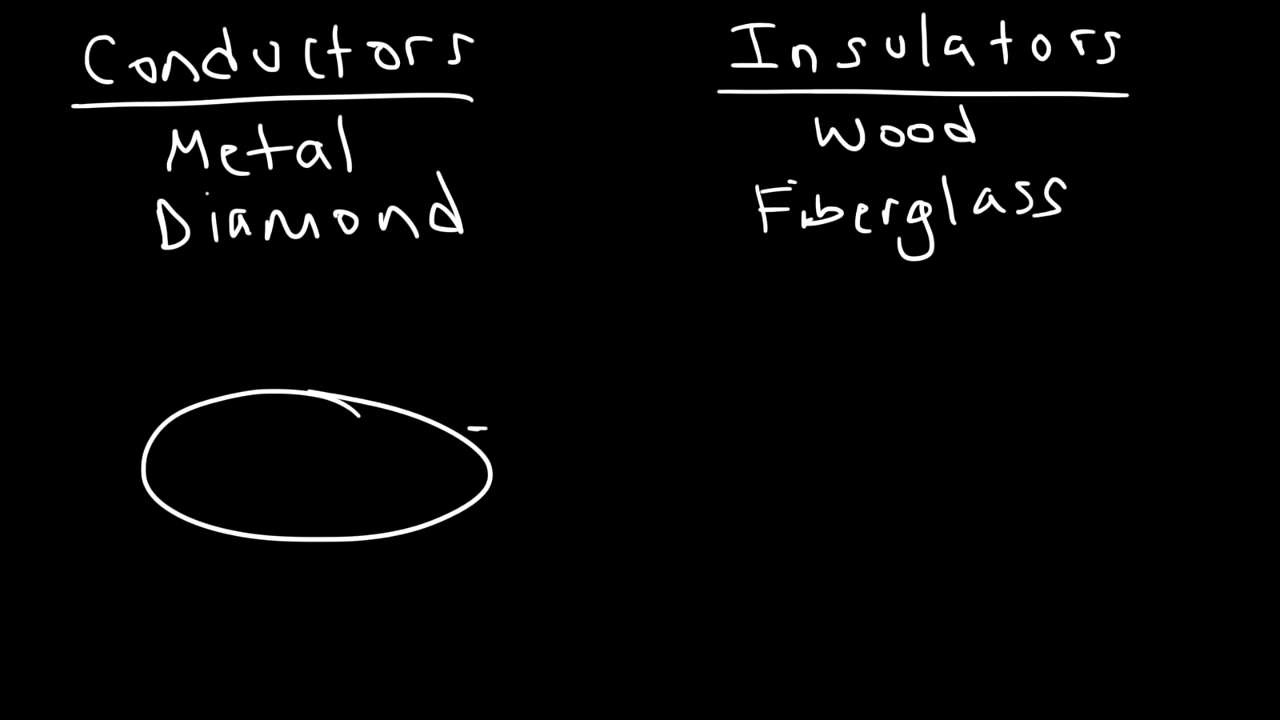 Conductors
Metal
Diamond
Insulators
Wood
Fiberglass